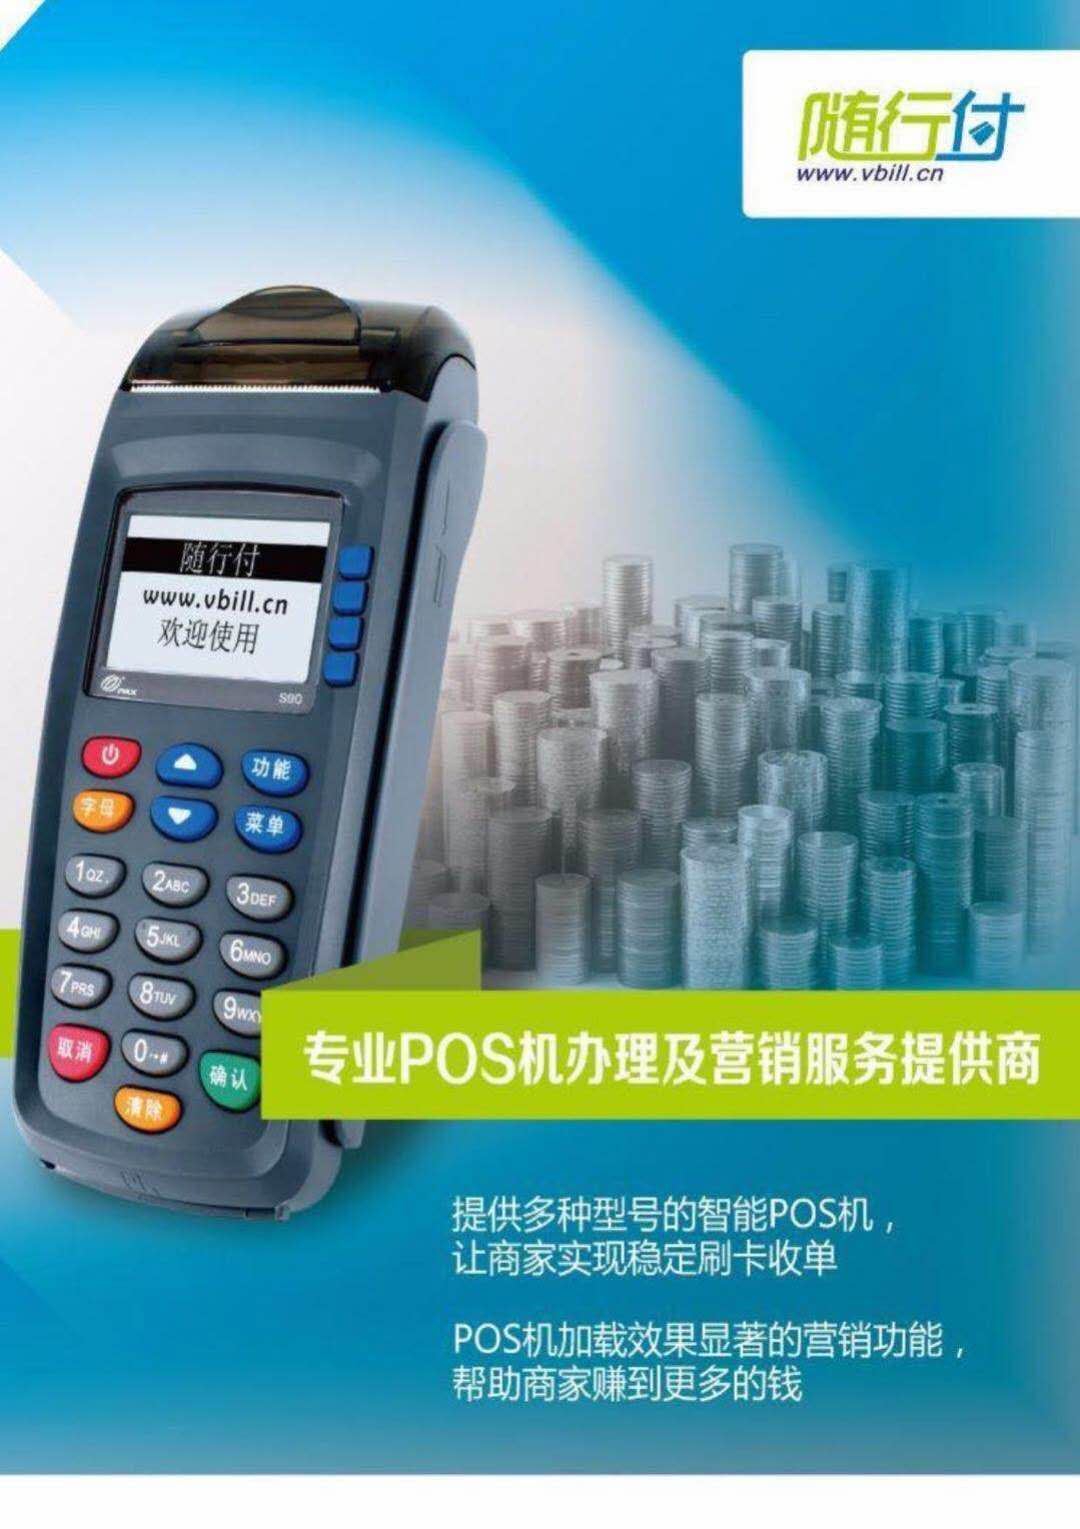 随行付
www.vbill.cn
随行付
www.vbill.cn
欢迎使用
PAX
S90
功能
字母
菜单
1QZ.
2ABC
3DEF
4GHI
5JKL
6MNO
7PRS
8TUV
9WXY
取消
0
确认
清除
专业POS机办理及营销服务提供商
提供多种型号的智能POS机，
让商家实现稳定刷卡收单
POS机加载效果显著的营销功能，
帮助商家赚到更多的钱